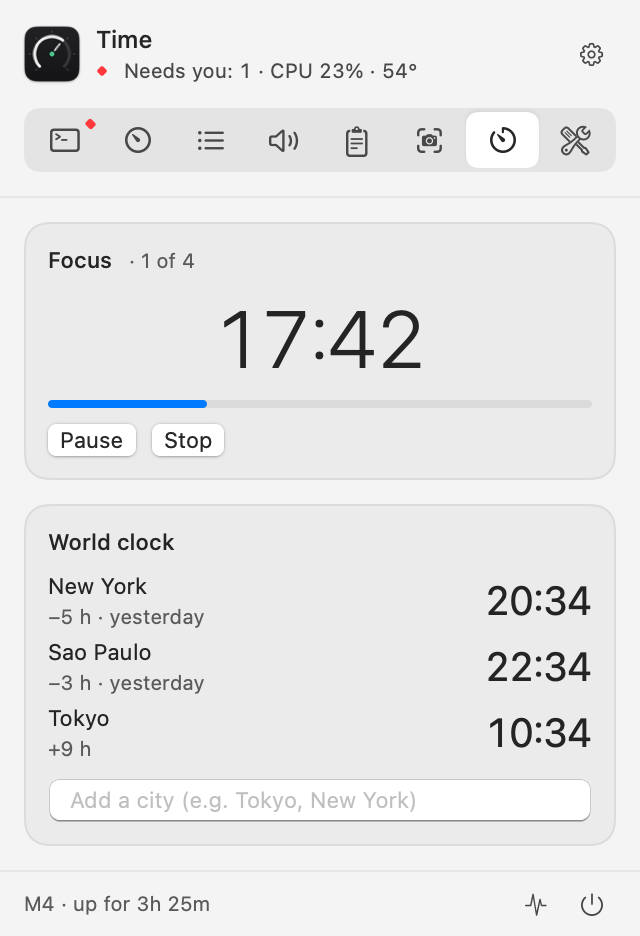 Time
Needs you: 1 · CPU 23% · 54°
Focus · 1 of 4
17:42
Pause Stop
World clock
New York
−5 h · yesterday
20:34
Sao Paulo
−3 h · yesterday
22:34
Tokyo
+9 h
10:34
Add a city (e.g. Tokyo, New York)
M4 · up for 3h 25m